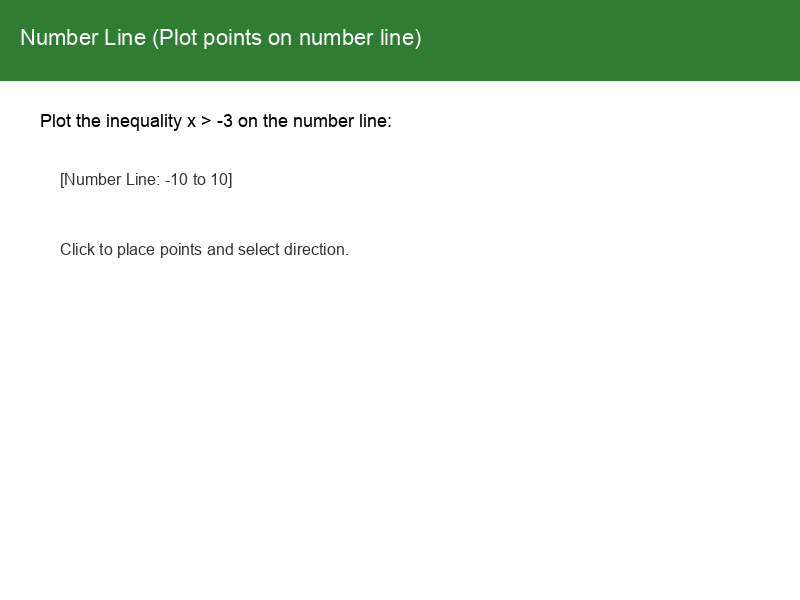 Number Line (Plot points on number line)
Plot the inequality x > -3 on the number line:
[Number Line: -10 to 10]
Click to place points and select direction.